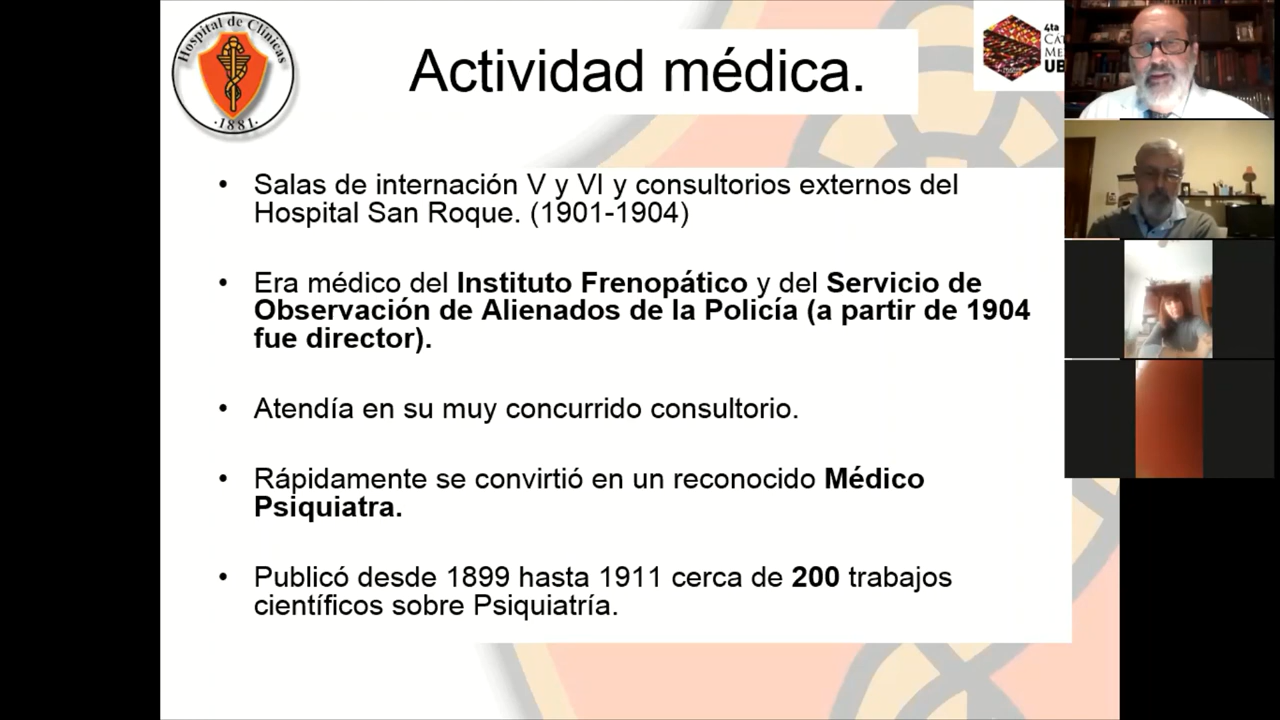 Hospital de Clínicas
·1881·
Actividad médica.
4ta
UB
• Salas de internación V y VI y consultorios externos del
Hospital San Roque. (1901-1904)
• Era médico del Instituto Frenopático y del Servicio de
Observación de Alienados de la Policía (a partir de 1904
fue director).
• Atendía en su muy concurrido consultorio.
• Rápidamente se convirtió en un reconocido Médico
Psiquiatra.
• Publicó desde 1899 hasta 1911 cerca de 200 trabajos
científicos sobre Psiquiatría.